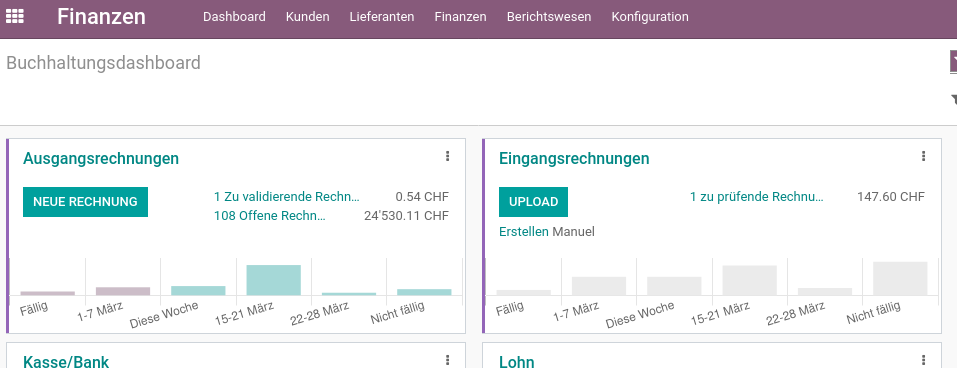 Finanzen Dashboard Kunden Lieferanten Finanzen Berichtswesen Konfiguration
Buchhaltungsdashboard
Ausgangsrechnungen
NEUE RECHNUNG
1 Zu validierende Rechn... 0.54 CHF
108 Offene Rechn... 24'530.11 CHF
Fällig 1-7 März Diese Woche 15-21 März 22-28 März Nicht fällig
Eingangsrechnungen
UPLOAD
1 zu prüfende Rechnu... 147.60 CHF
Erstellen Manuel
Fällig 1-7 März Diese Woche 15-21 März 22-28 März Nicht fällig
Kasse/Bank
Lohn